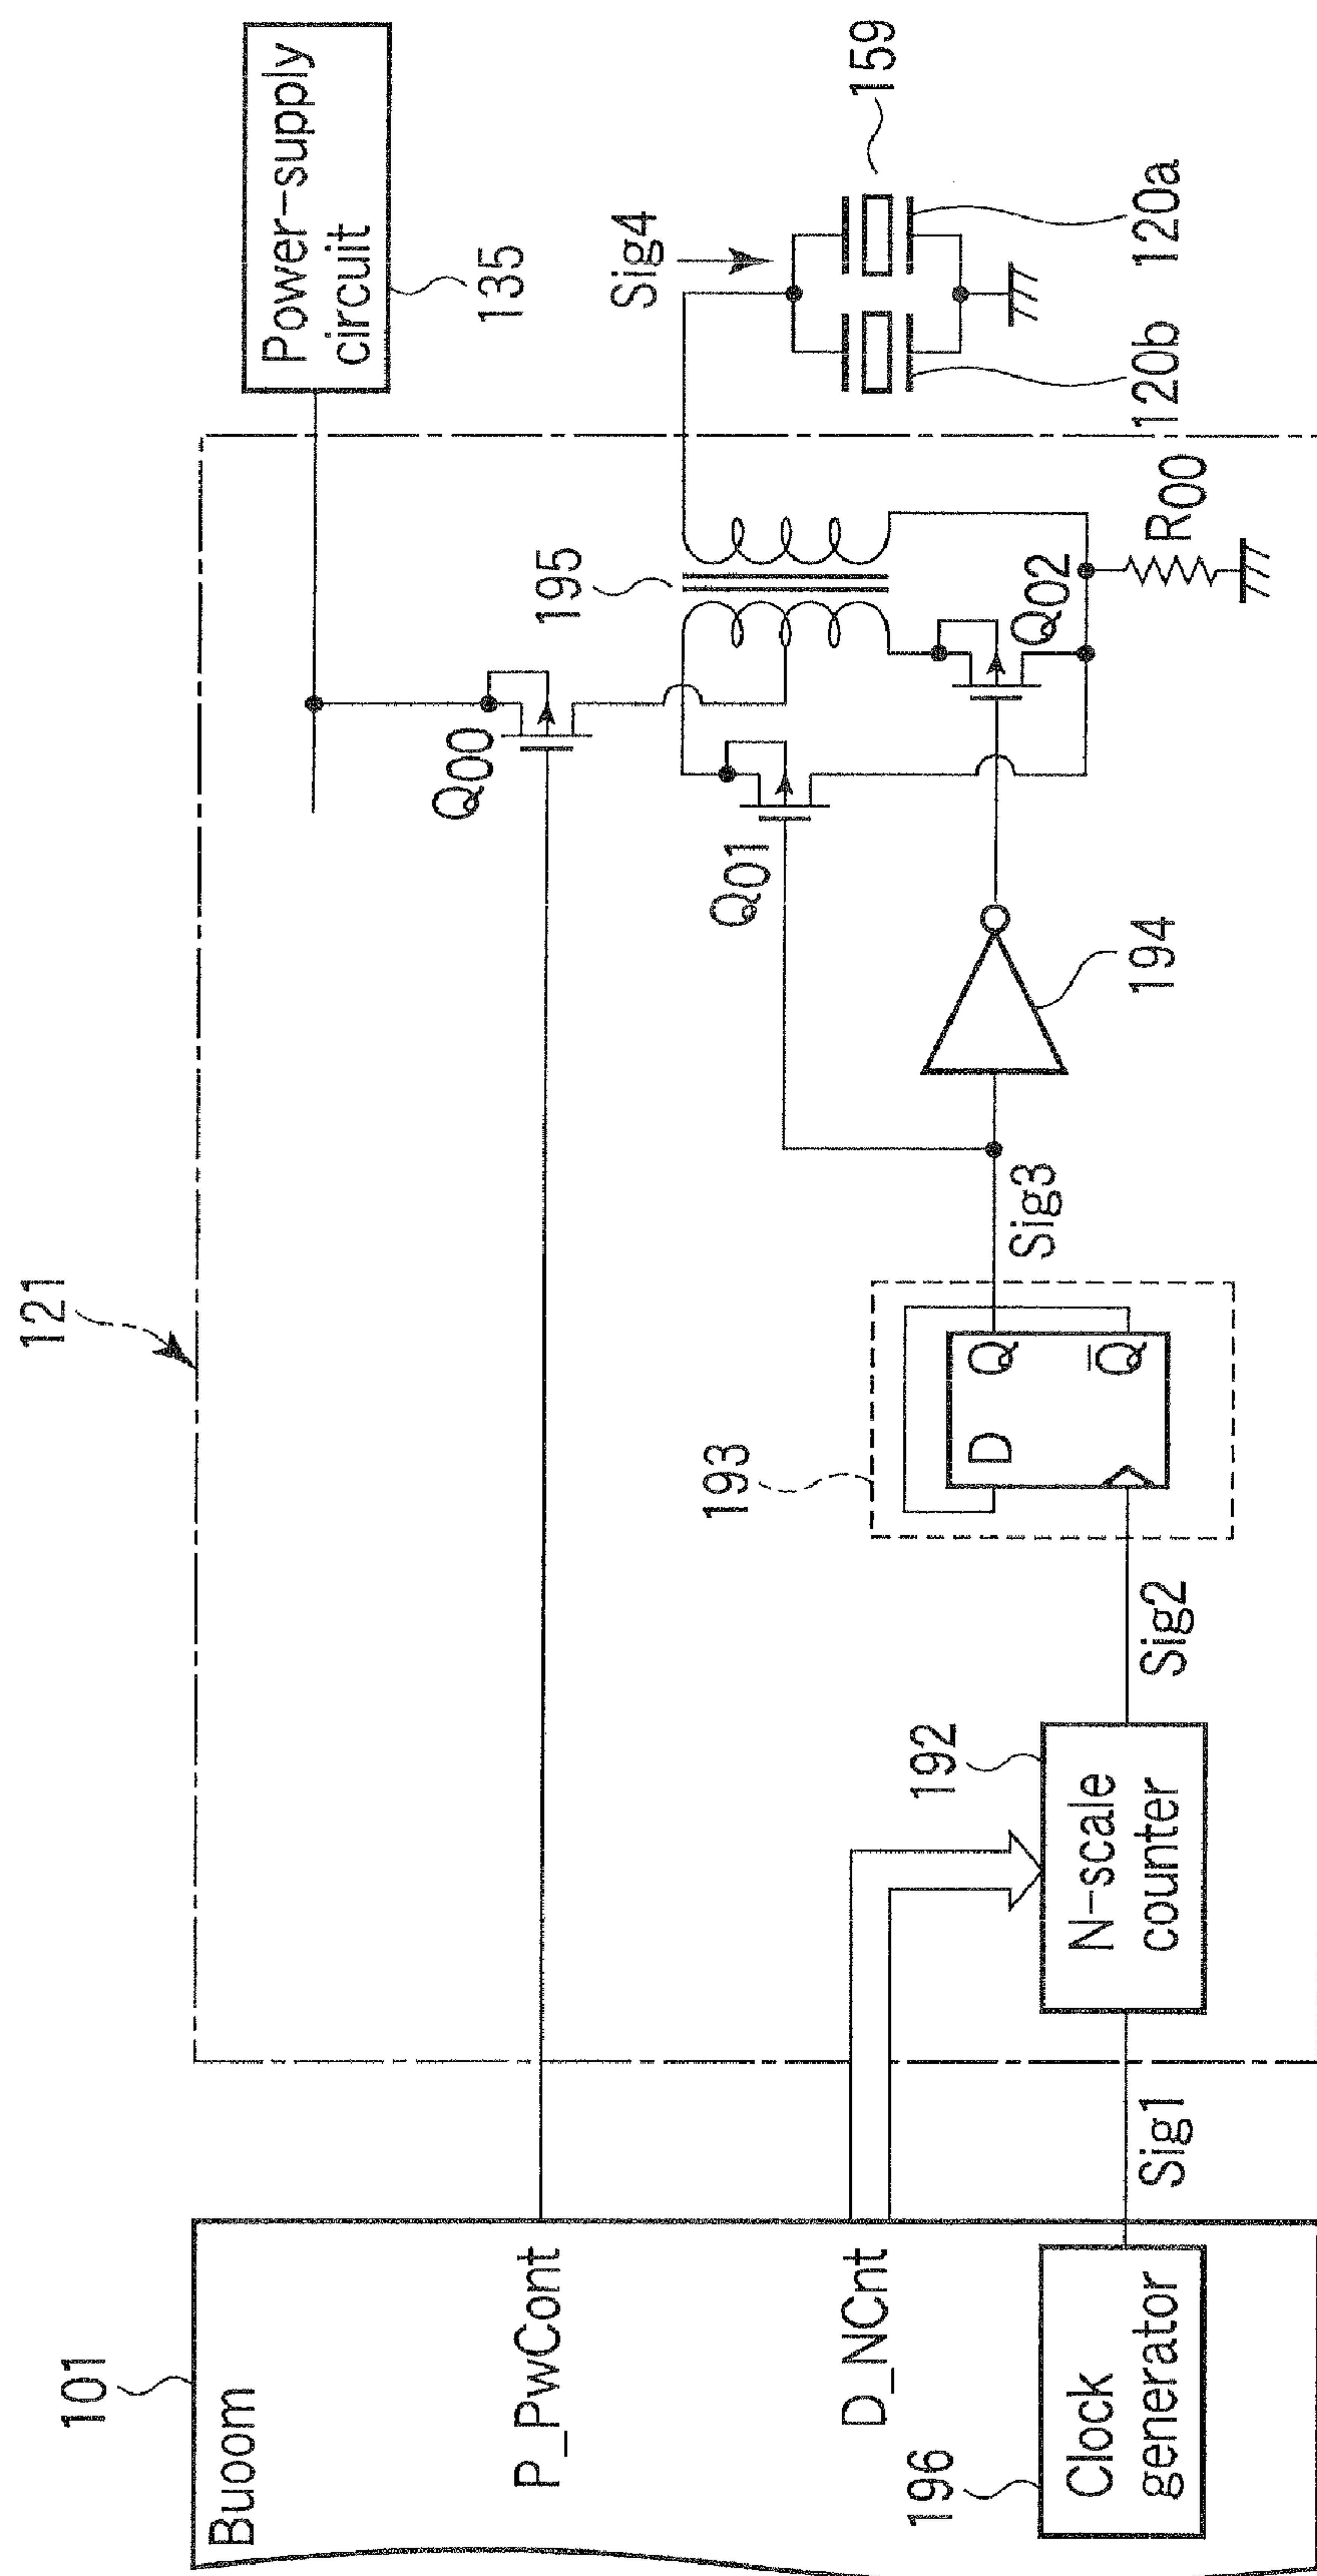 121
101
Buoom
P_PwCont
D_NCnt
196
Clock
generator
Sig1
192
N-scale
counter
Sig2
193
D
Q
Q̅
Sig3
194
Q00
Q01
195
Q02
R00
Power-supply
circuit
135
Sig4
159
120b
120a